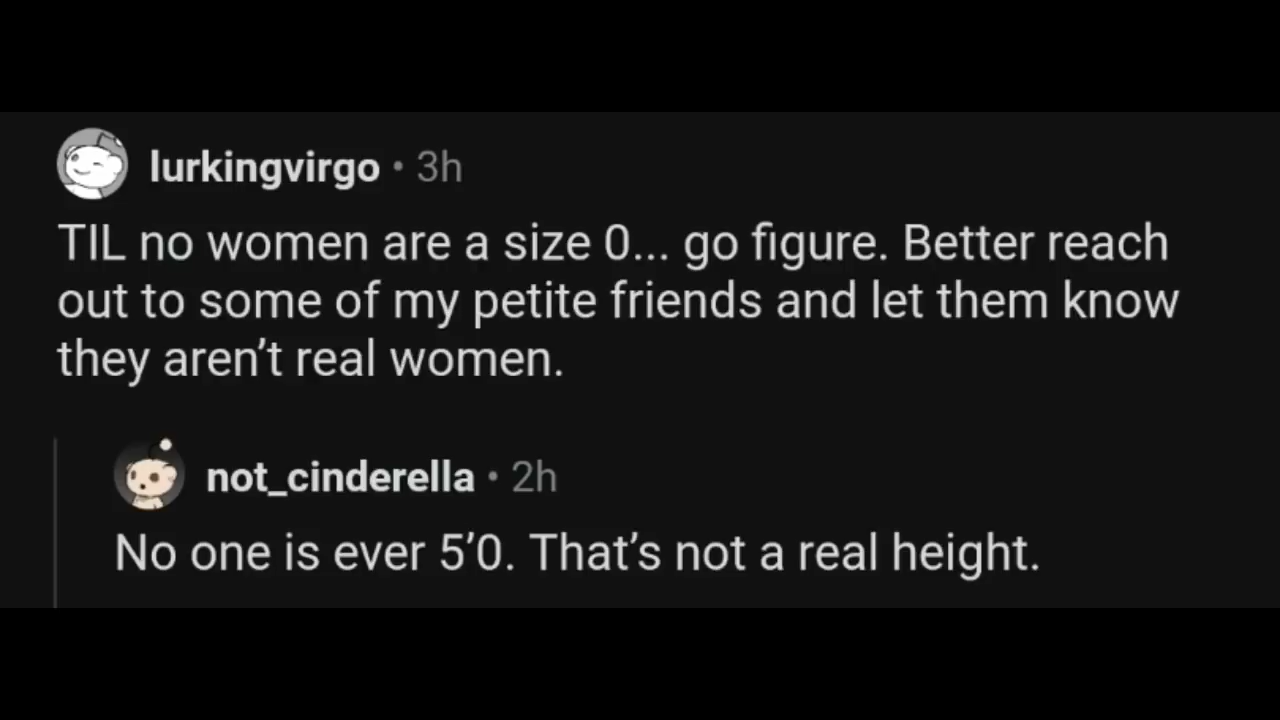 lurkingvirgo • 3h
TIL no women are a size 0... go figure. Better reach
out to some of my petite friends and let them know
they aren’t real women.
not_cinderella • 2h
No one is ever 5’0. That’s not a real height.